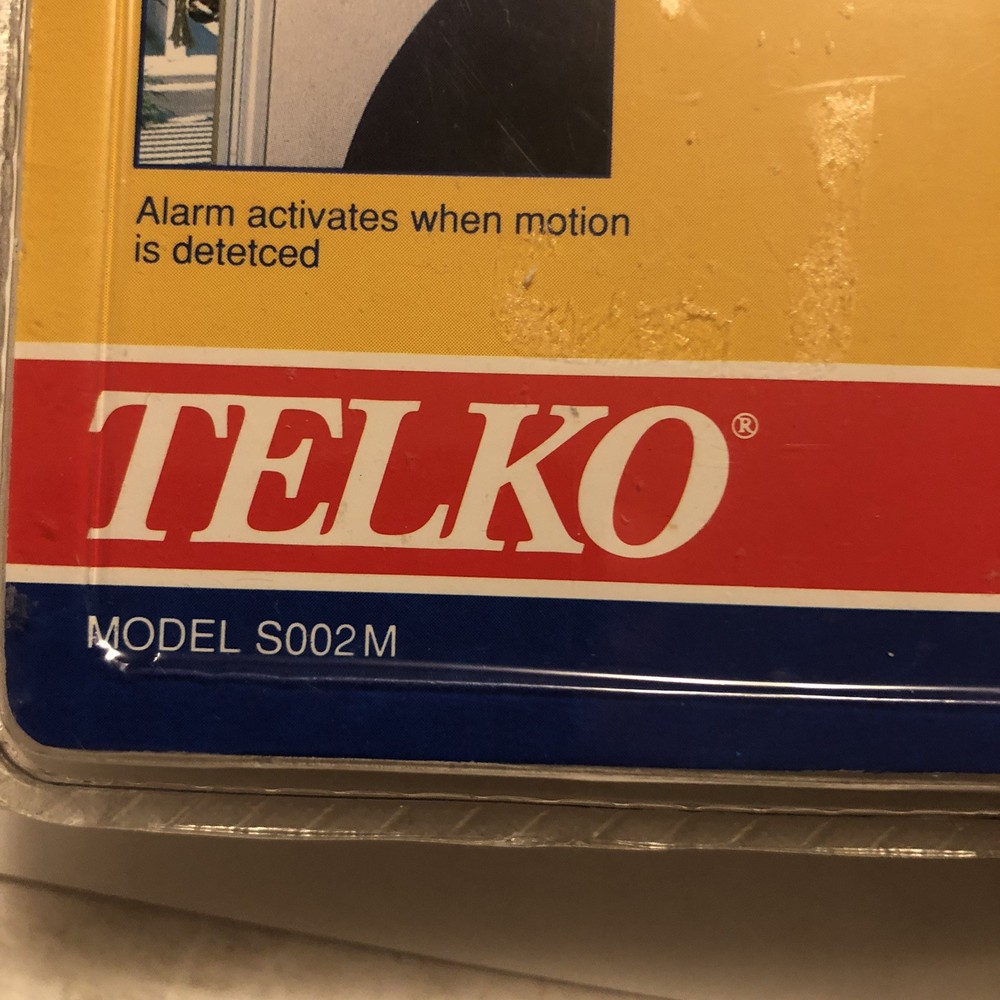 Alarm activates when motion
is detetced
TELKO®
MODEL S002M